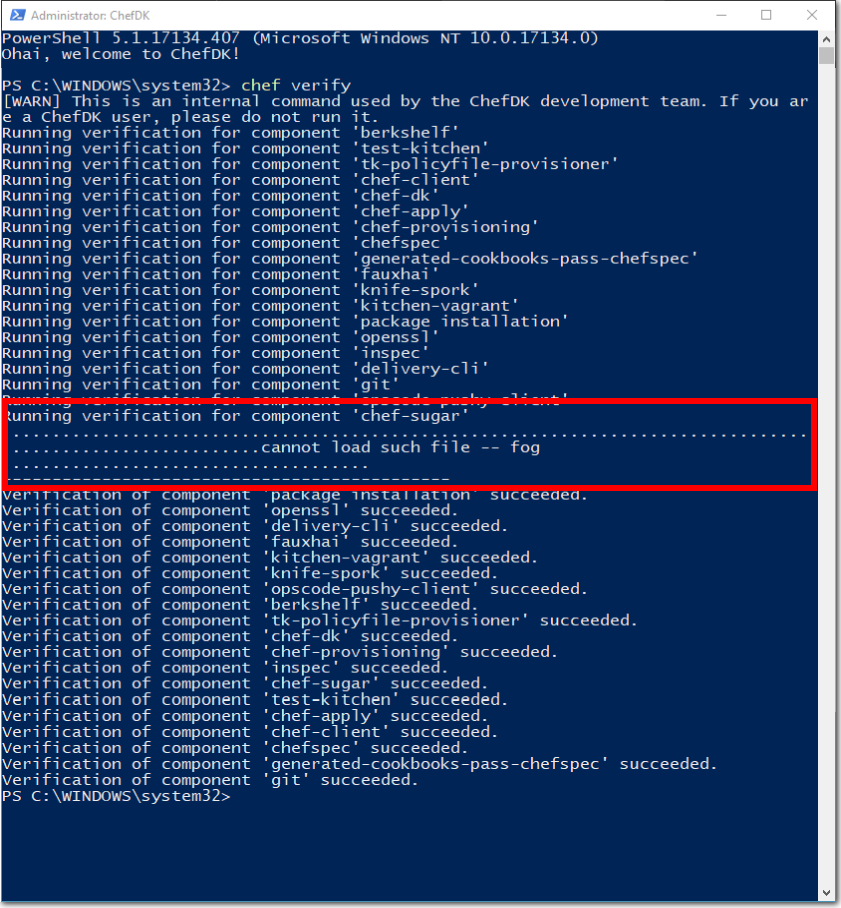 Administrator: ChefDK
PowerShell 5.1.17134.407 (Microsoft Windows NT 10.0.17134.0)
Ohai, welcome to ChefDK!
PS C:\WINDOWS\system32> chef verify
[WARN] This is an internal command used by the ChefDK development team. If you ar
e a ChefDK user, please do not run it.
Running verification for component 'berkshelf'
Running verification for component 'test-kitchen'
Running verification for component 'tk-policyfile-provisioner'
Running verification for component 'chef-client'
Running verification for component 'chef-dk'
Running verification for component 'chef-apply'
Running verification for component 'chef-provisioning'
Running verification for component 'chefspec'
Running verification for component 'generated-cookbooks-pass-chefspec'
Running verification for component 'fauxhai'
Running verification for component 'knife-spork'
Running verification for component 'kitchen-vagrant'
Running verification for component 'package installation'
Running verification for component 'openssl'
Running verification for component 'inspec'
Running verification for component 'delivery-cli'
Running verification for component 'git'
Running verification for component 'opscode-pushy-client'
Running verification for component 'chef-sugar'
................................................................................
.........................cannot load such file -- fog
....................................
---------------------------------------------
Verification of component 'package installation' succeeded.
Verification of component 'openssl' succeeded.
Verification of component 'delivery-cli' succeeded.
Verification of component 'fauxhai' succeeded.
Verification of component 'kitchen-vagrant' succeeded.
Verification of component 'knife-spork' succeeded.
Verification of component 'opscode-pushy-client' succeeded.
Verification of component 'berkshelf' succeeded.
Verification of component 'tk-policyfile-provisioner' succeeded.
Verification of component 'chef-dk' succeeded.
Verification of component 'chef-provisioning' succeeded.
Verification of component 'inspec' succeeded.
Verification of component 'chef-sugar' succeeded.
Verification of component 'test-kitchen' succeeded.
Verification of component 'chef-apply' succeeded.
Verification of component 'chef-client' succeeded.
Verification of component 'chefspec' succeeded.
Verification of component 'generated-cookbooks-pass-chefspec' succeeded.
Verification of component 'git' succeeded.
PS C:\WINDOWS\system32>